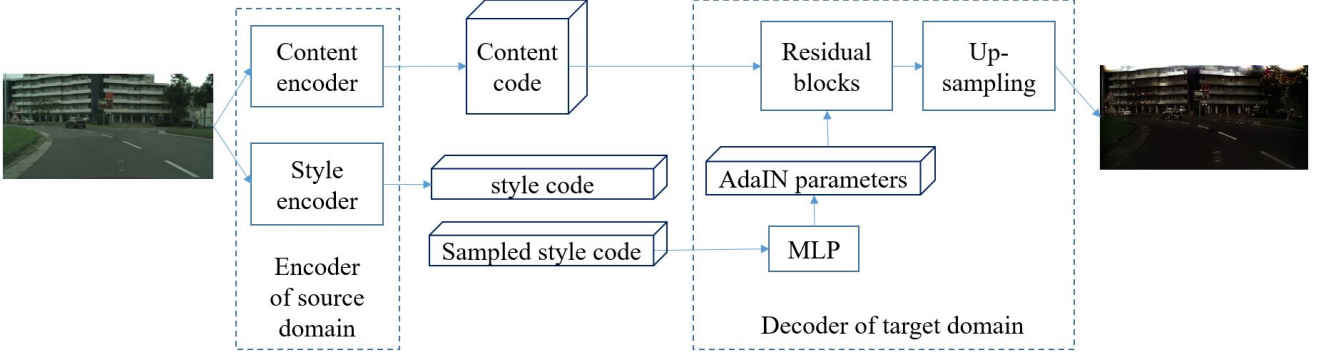 Content
encoder
Content
code
Residual
blocks
Up-
sampling
Style
encoder
style code
AdaIN parameters
Sampled style code
MLP
Encoder
of source
domain
Decoder of target domain